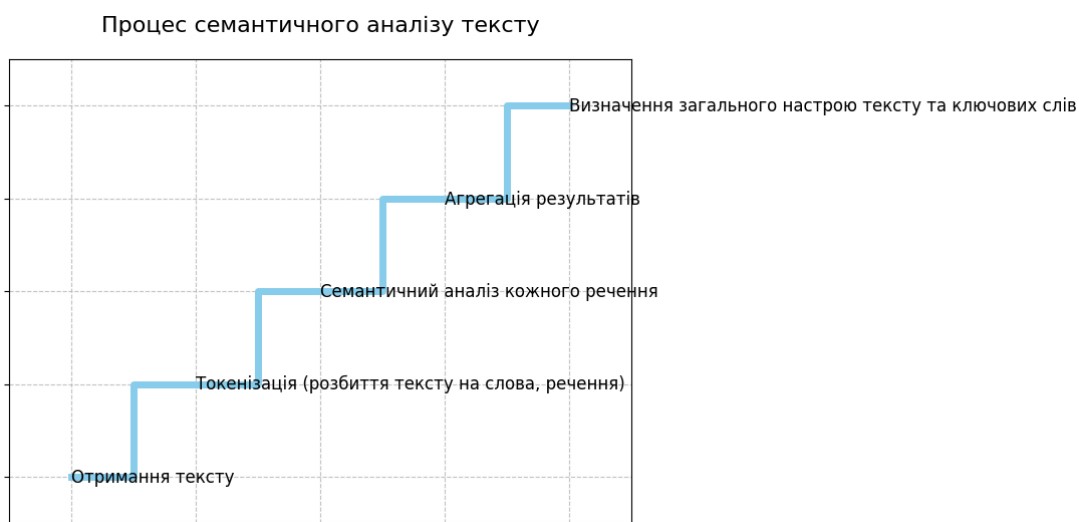 Процес семантичного аналізу тексту
Визначення загального настрою тексту та ключових слів
Агрегація результатів
Семантичний аналіз кожного речення
Токенізація (розбиття тексту на слова, речення)
Отримання тексту